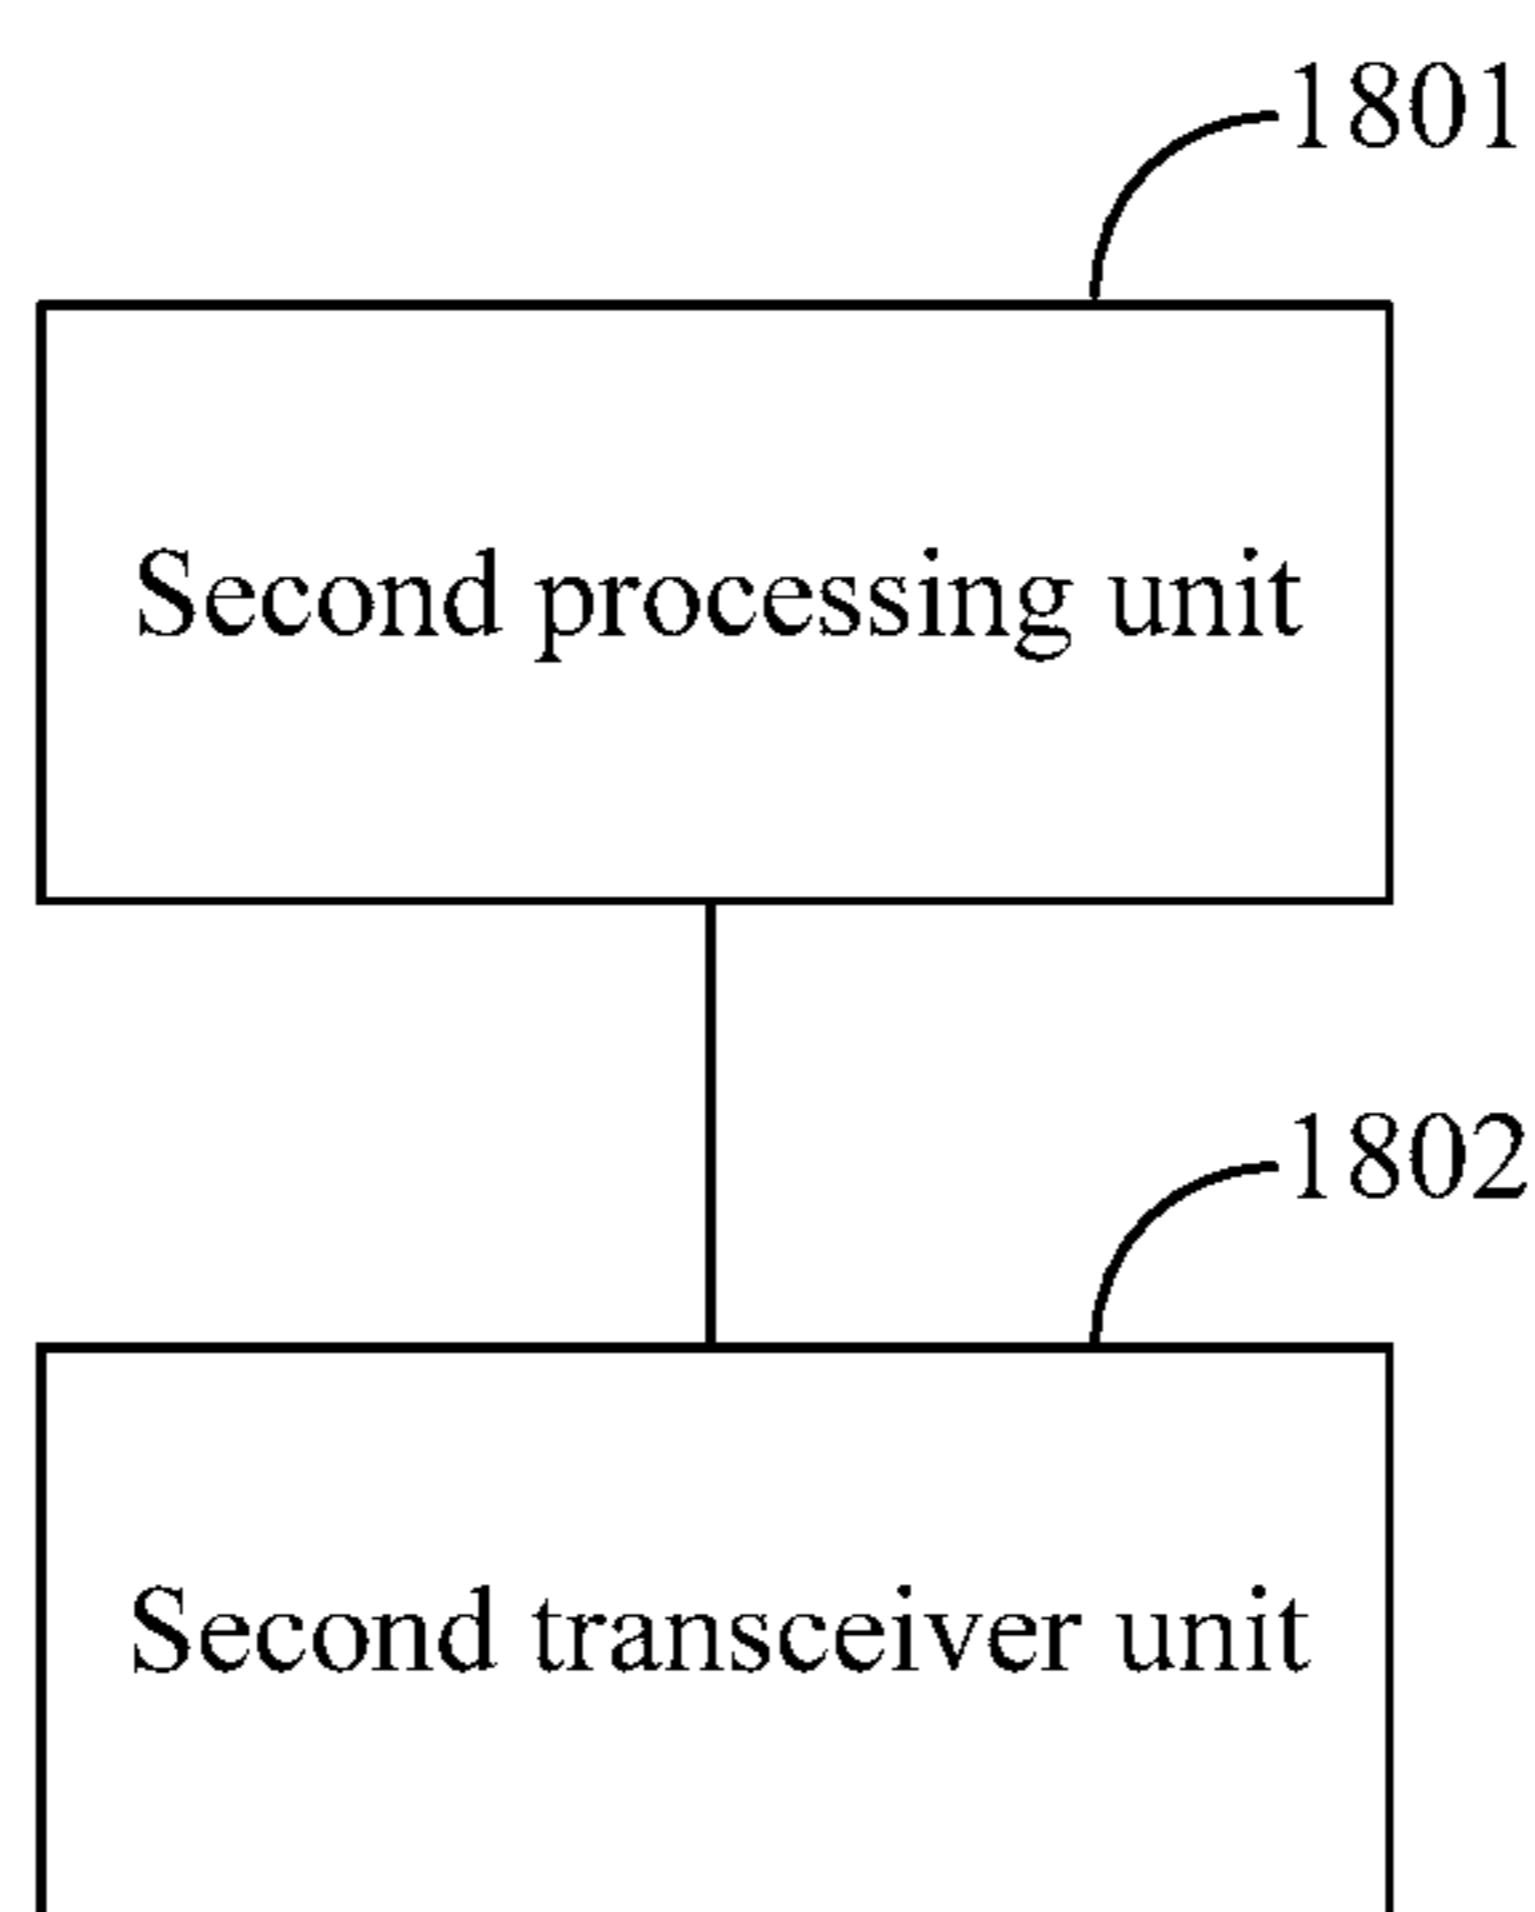 1801
Second processing unit
1802
Second transceiver unit